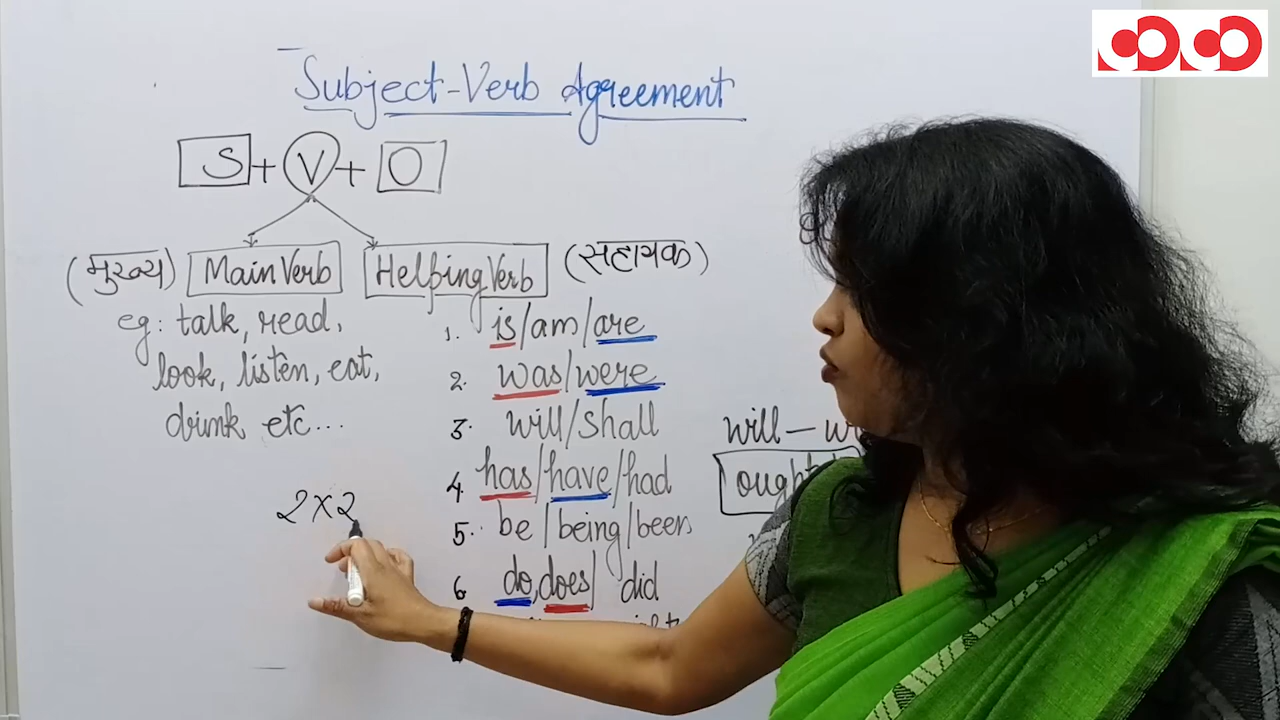 Subject-Verb Agreement
S + V + O
(मुख्य) Main Verb Helping Verb (सहायक)
eg: talk, read,
look, listen, eat,
drink etc...
1. is/am/are
2. was/were
3. will/shall
4. has/have/had
5. be/being/been
6 do, does/ did
will —
ought
2x2